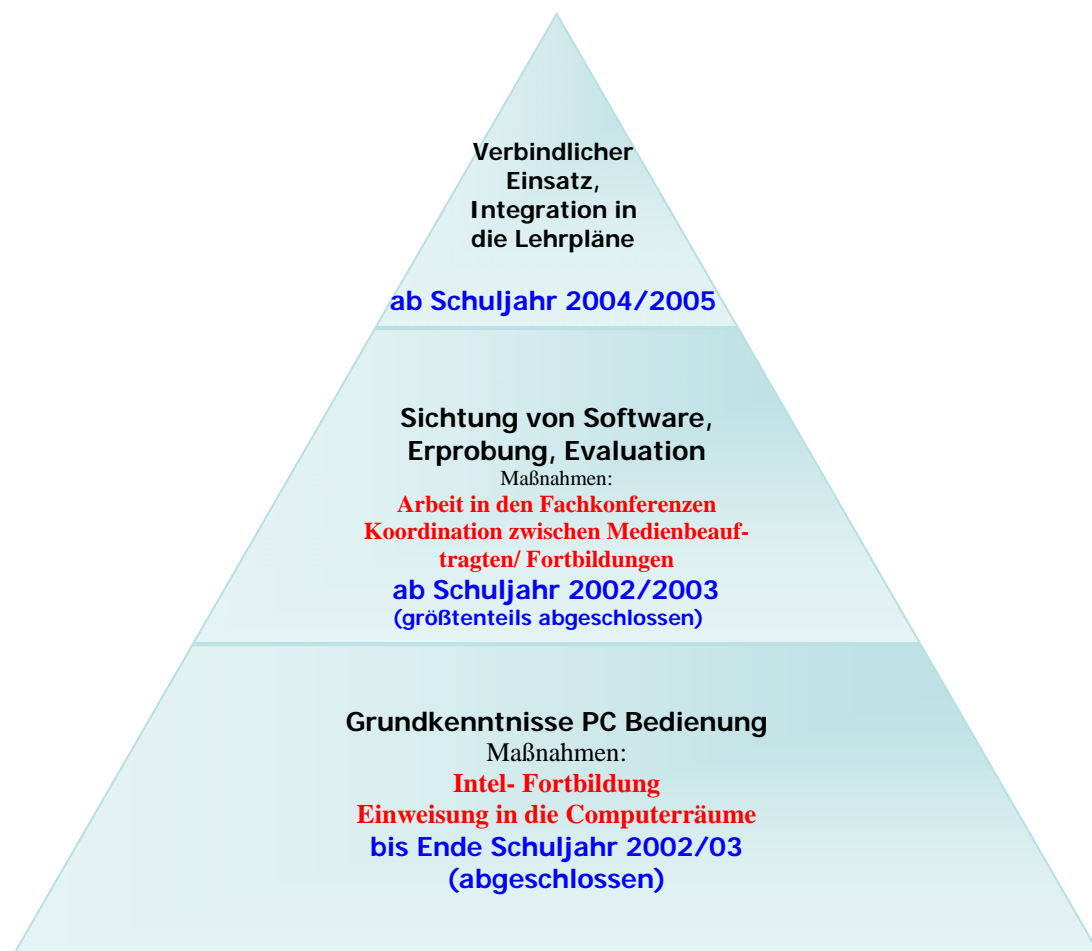 Verbindlicher
Einsatz,
Integration in
die Lehrpläne
ab Schuljahr 2004/2005
Sichtung von Software,
Erprobung, Evaluation
Maßnahmen:
Arbeit in den Fachkonferenzen
Koordination zwischen Medienbeauf-
tragten/ Fortbildungen
ab Schuljahr 2002/2003
(größtenteils abgeschlossen)
Grundkenntnisse PC Bedienung
Maßnahmen:
Intel- Fortbildung
Einweisung in die Computerräume
bis Ende Schuljahr 2002/03
(abgeschlossen)